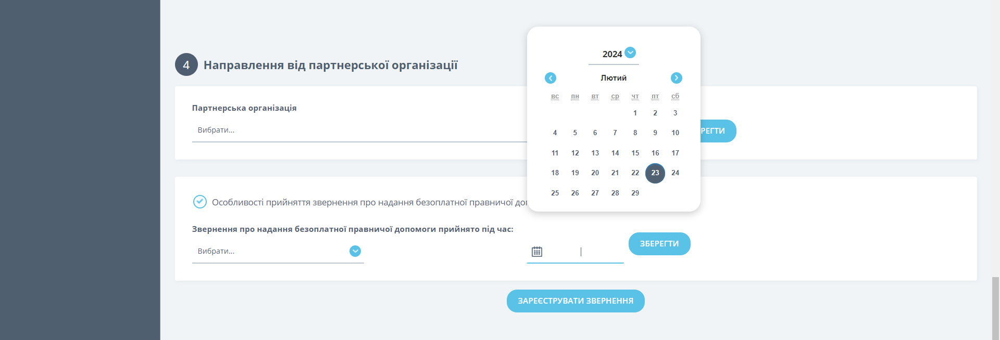 4 Направлення від партнерської організації
Партнерська організація
Вибрати...
РЕГТИ
2024
Лютий
вс пн вт ср чт пт сб
1 2 3
4 5 6 7 8 9 10
11 12 13 14 15 16 17
18 19 20 21 22 23 24
25 26 27 28 29
Особливості прийняття звернення про надання безоплатної правничої доп
Звернення про надання безоплатної правничої допомоги прийнято під час:
Вибрати...
ЗБЕРЕГТИ
ЗАРЕЄСТРУВАТИ ЗВЕРНЕННЯ